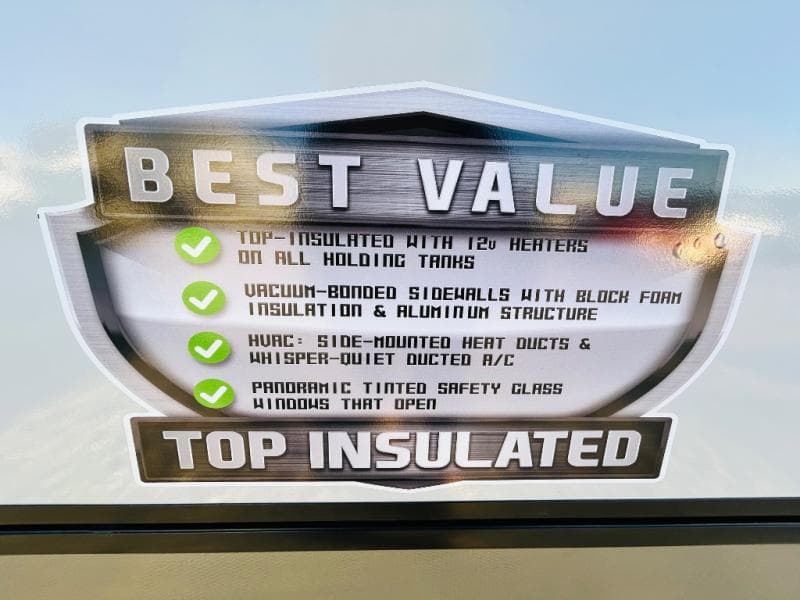 BEST VALUE
TOP-INSULATED WITH 12v HEATERS
ON ALL HOLDING TANKS
VACUUM-BONDED SIDEWALLS WITH BLOCK FOAM
INSULATION & ALUMINUM STRUCTURE
HVAC: SIDE-MOUNTED HEAT DUCTS &
WHISPER-QUIET DUCTED A/C
PANORAMIC TINTED SAFETY GLASS
WINDOWS THAT OPEN
TOP INSULATED